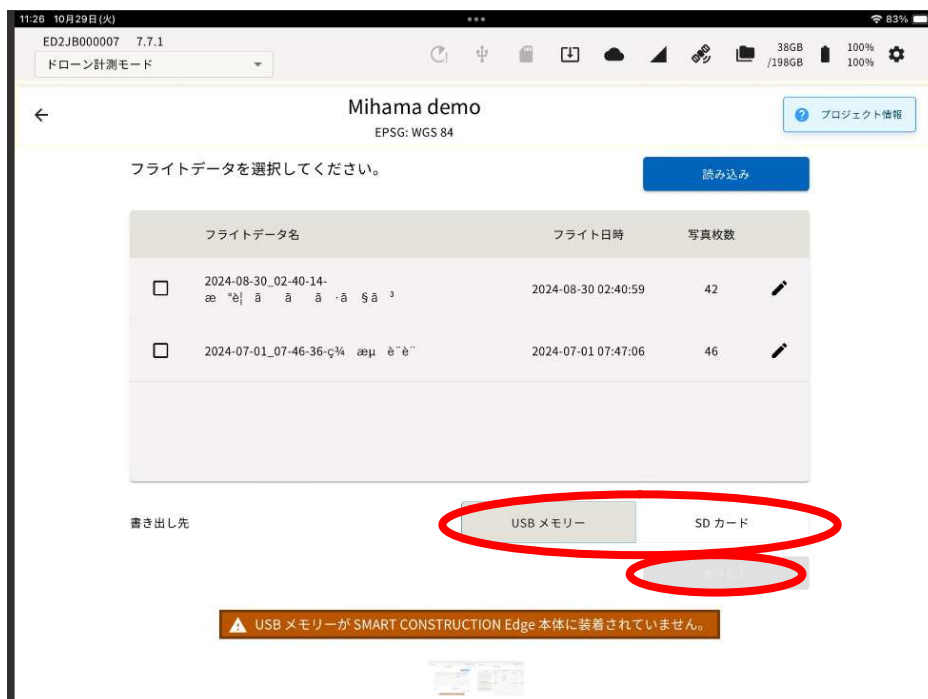 11:26 10月29日(火)
83%
ED2JB000007 7.7.1
ドローン計測モード
38GB
/198GB
100%
100%
Mihama demo
EPSG: WGS 84
プロジェクト情報
フライトデータを選択してください。
読み込み
フライトデータ名 フライト日時 写真枚数
2024-08-30_02-40-14-
æ °è¦ ã ã ã ·ã §ã ³
2024-08-30 02:40:59 42
2024-07-01_07-46-36-ç¾ æµ è¨è¨ 2024-07-01 07:47:06 46
書き出し先 USB メモリー SD カード
USB メモリーが SMART CONSTRUCTION Edge 本体に装着されていません。